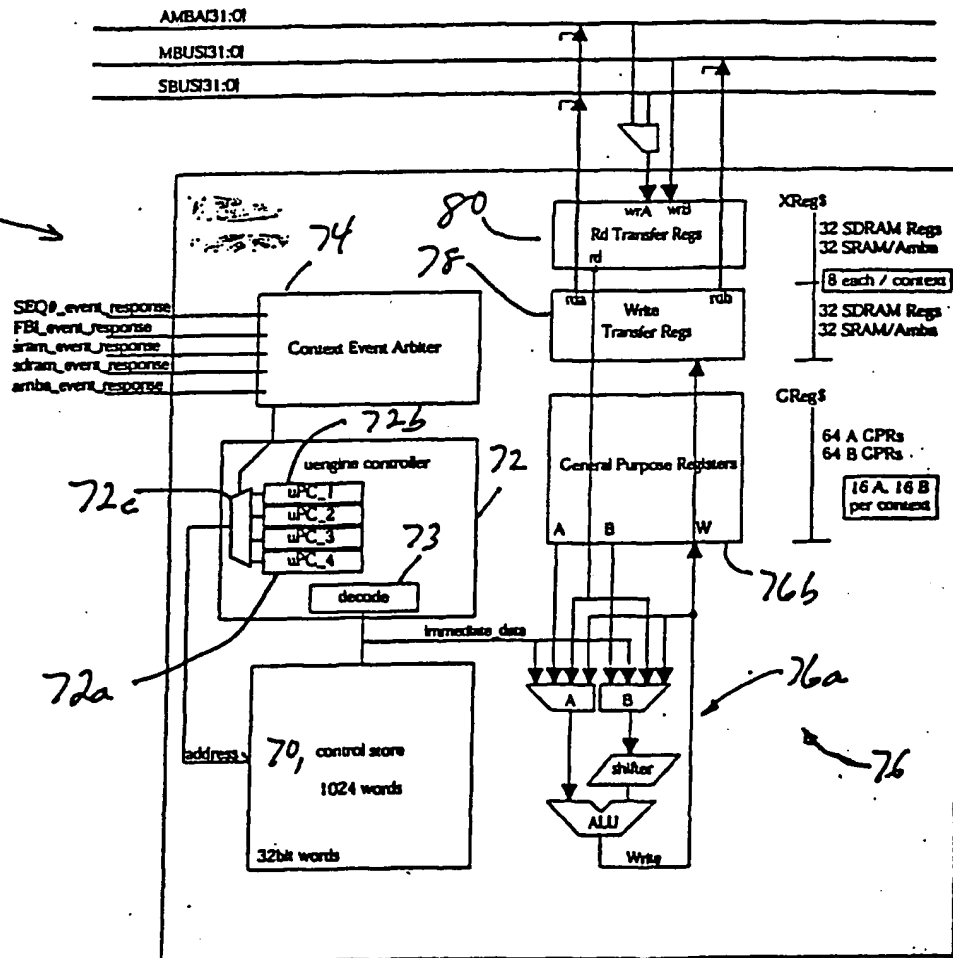 AMBA[31:0]
MBUS[31:0]
SBUS[31:0]
80
wrA wrB
Rd Transfer Regs
rd
XReg$
32 SDRAM Regs
32 SRAM/Amba
8 each / context
32 SDRAM Regs
32 SRAM/Amba
74
78
rda
rdb
Write
Transfer Regs
SEQ#_event_response
FBI_event_response
sram_event_response
sdram_event_response
amba_event_response
Context Event Arbiter
GReg$
64 A GPRs
64 B GPRs
16 A, 16 B
per context
General Purpose Registers
A B W
76b
72b
uengine controller
72
72c
uPC_1
uPC_2
uPC_3
uPC_4
73
decode
72a
immediate data
A B
76a
76
shifter
ALU
Write
address
70, control store
1024 words
32bit words